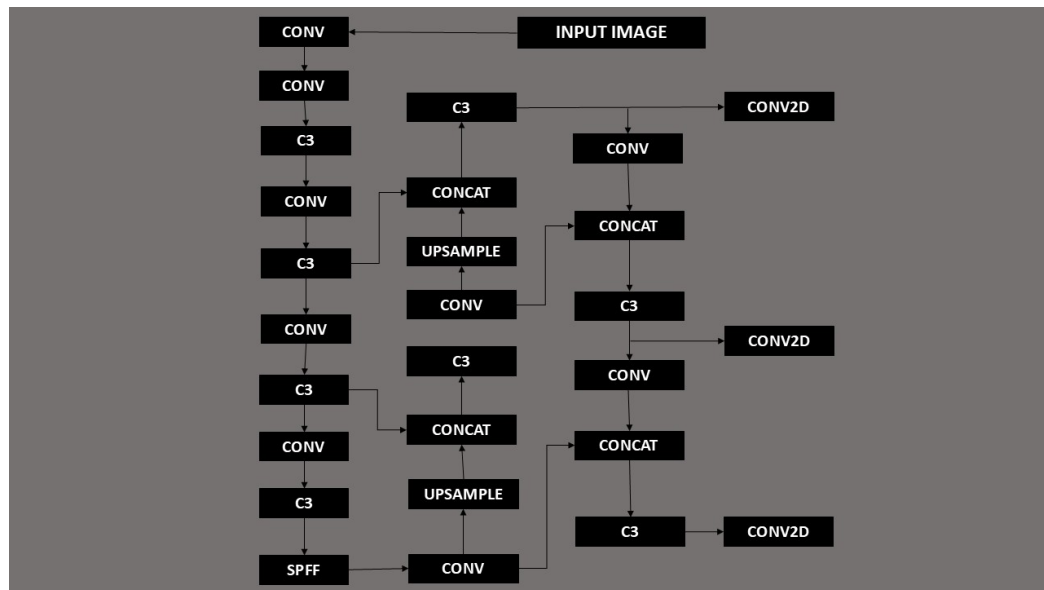 CONV
INPUT IMAGE
CONV
C3
CONV
C3
CONV
C3
CONV
C3
SPFF
C3
CONCAT
UPSAMPLE
CONV
C3
CONCAT
UPSAMPLE
CONV
CONV2D
CONV
CONCAT
C3
CONV2D
CONV
CONCAT
C3
CONV2D